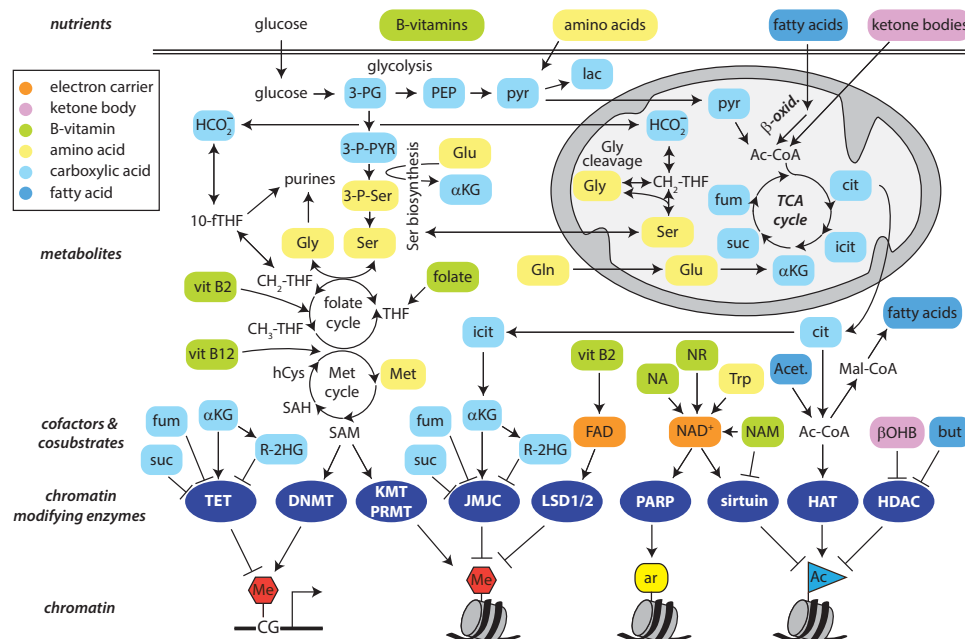 nutrients
glucose
B-vitamins
amino acids
fatty acids
ketone bodies
electron carrier
ketone body
B-vitamin
amino acid
carboxylic acid
fatty acid
glycolysis
glucose
3-PG
PEP
pyr
lac
HCO₂⁻
3-P-PYR
Glu
αKG
3-P-Ser
Ser biosynthesis
purines
10-fTHF
Gly
Ser
pyr
β-oxid.
HCO₂⁻
Ac-CoA
Gly
cleavage
Gly
CH₂-THF
Ser
fum
cit
TCA
cycle
suc
icit
Gln
Glu
αKG
metabolites
vit B2
CH₂-THF
folate
folate
cycle
THF
CH₃-THF
vit B12
hCys
Met
cycle
Met
SAH
SAM
icit
cit
fatty acids
vit B2
NR
NA
Trp
Acet.
Mal-CoA
cofactors &
cosubstrates
fum
αKG
suc
R-2HG
fum
αKG
suc
R-2HG
FAD
NAD⁺
NAM
Ac-CoA
βOHB
but
chromatin
modifying enzymes
TET
DNMT
KMT
PRMT
JMJC
LSD1/2
PARP
sirtuin
HAT
HDAC
chromatin
Me
CG
Me
ar
Ac